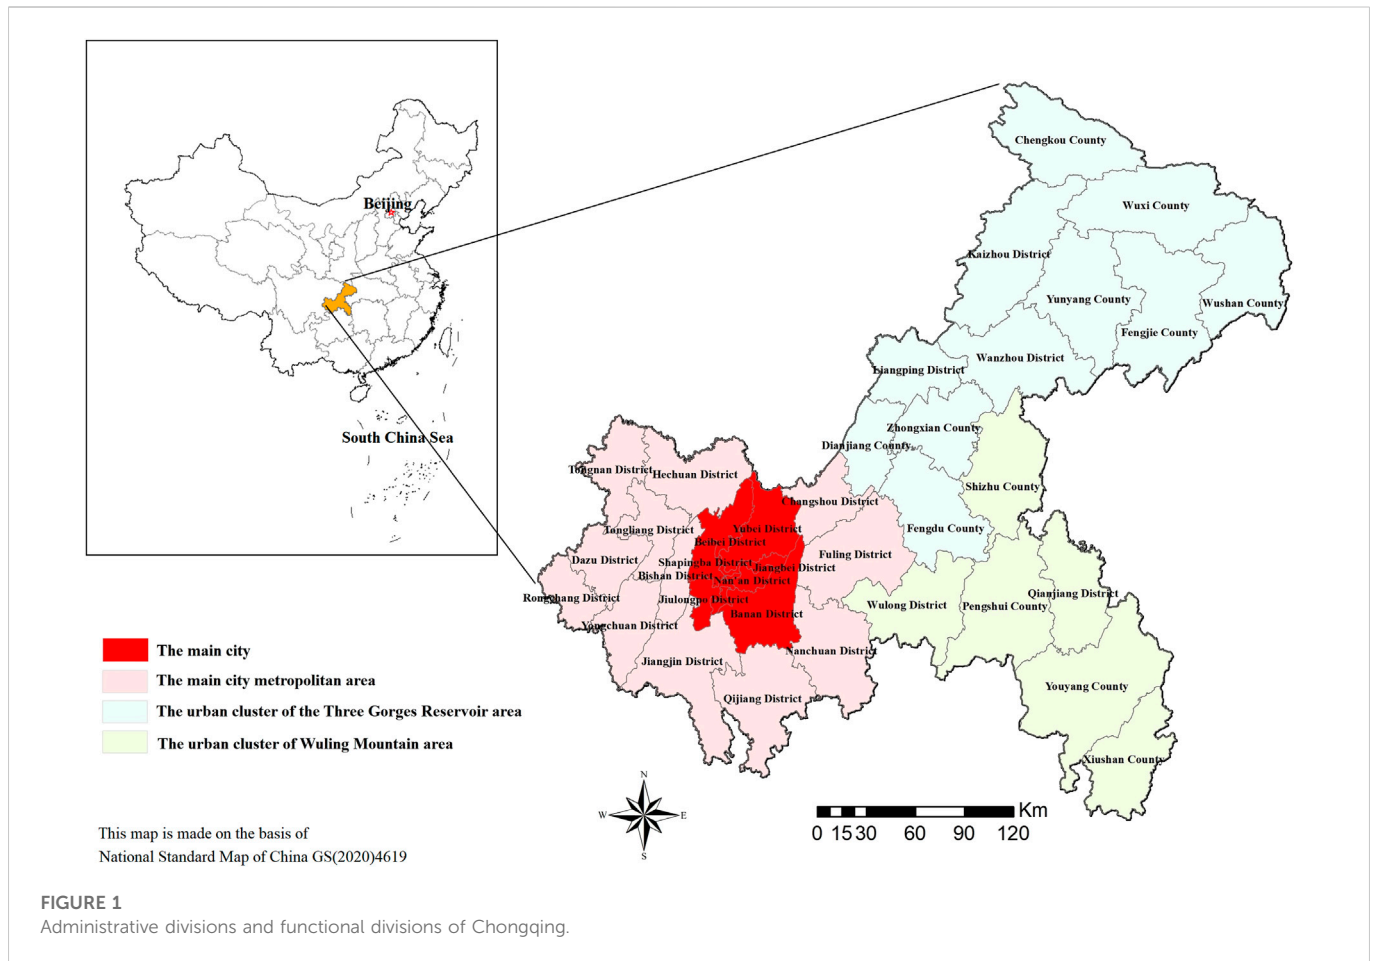 Beijing
South China Sea
Chengkou County
Wuxi County
Kaizhou District
Yunyang County
Wushan County
Fengjie County
Wanzhou District
Liangping District
Zhongxian County
Dianjiang County
Tongnan District
Hechuan District
Shizhu County
Changshou District
Tongliang District
Yubei District
Fengdu County
Beibei District
Fuling District
Dazu District
Shapingba District
Jiangbei District
Bishan District
Nan'an District
Qianjiang District
Rongchang District
Jiulongpo District
Wulong District
Pengshui County
Banan District
Yongchuan District
Nanchuan District
Jiangjin District
Youyang County
Qijiang District
Xiushan County
The main city
The main city metropolitan area
The urban cluster of the Three Gorges Reservoir area
The urban cluster of Wuling Mountain area
N
W
E
S
Km
0 15 30 60 90 120
This map is made on the basis of
National Standard Map of China GS(2020)4619
FIGURE 1
Administrative divisions and functional divisions of Chongqing.